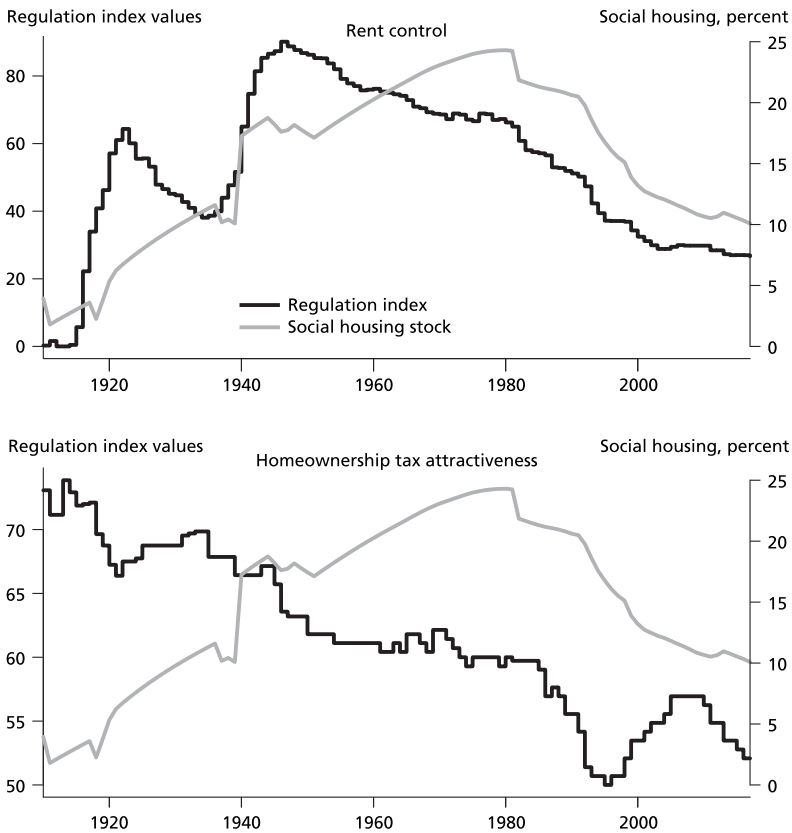 Regulation index values
Social housing, percent
Rent control
80
60
40
20
0
25
20
15
10
5
0
Regulation index
Social housing stock
1920 1940 1960 1980 2000
Regulation index values
Social housing, percent
Homeownership tax attractiveness
70
65
60
55
50
25
20
15
10
5
0
1920 1940 1960 1980 2000